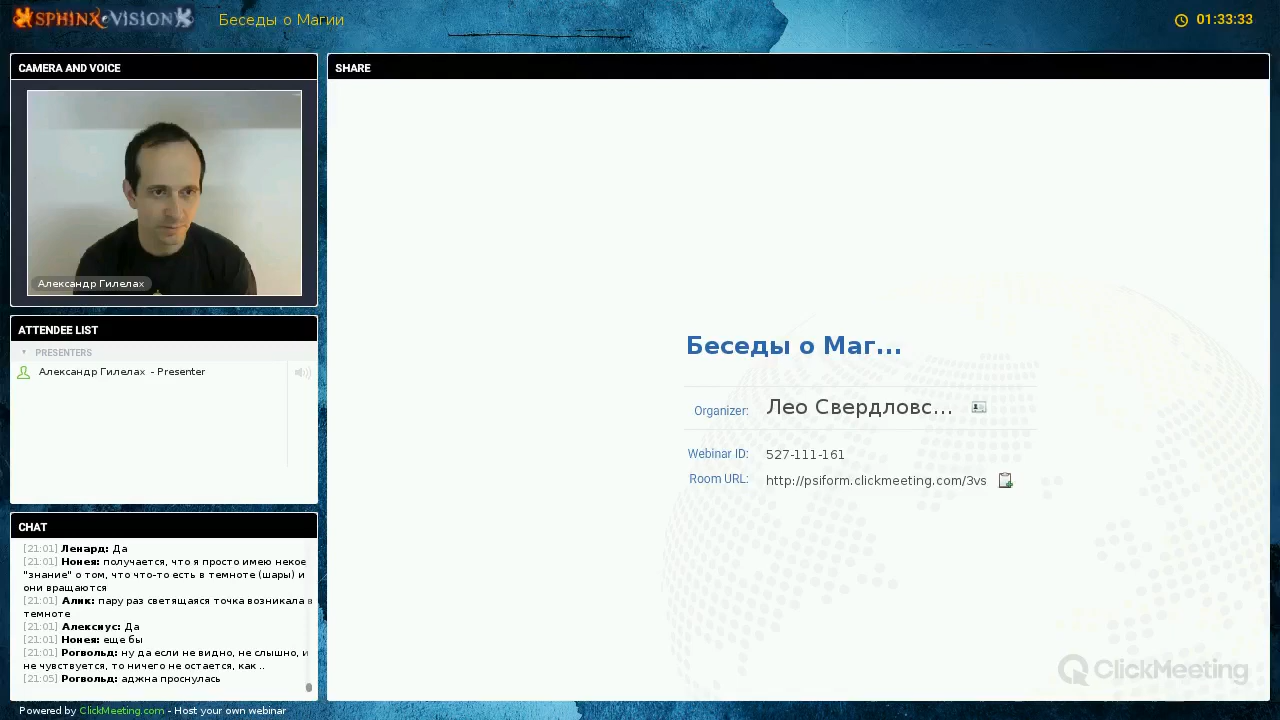 SPHINX VISION
Беседы о Магии
01:33:33
CAMERA AND VOICE
Александр Гилелах
ATTENDEE LIST
PRESENTERS
Александр Гилелах - Presenter
CHAT
[21:01] Ленард: Да
[21:01] Нонея: получается, что я просто имею некое
"знание" о том, что что-то есть в темноте (шары) и
они вращаются
[21:01] Алик: пару раз светящаяся точка возникала в
темноте
[21:01] Алексиус: Да
[21:01] Нонея: еще бы
[21:01] Рогвольд: ну да если не видно, не слышно, и
не чувствуется, то ничего не остается, как ..
[21:05] Рогвольд: аджна проснулась
Powered by ClickMeeting.com - Host your own webinar
SHARE
Беседы о Маг...
Organizer: Лео Свердловс...
Webinar ID: 527-111-161
Room URL: http://psiform.clickmeeting.com/3vs
ClickMeeting